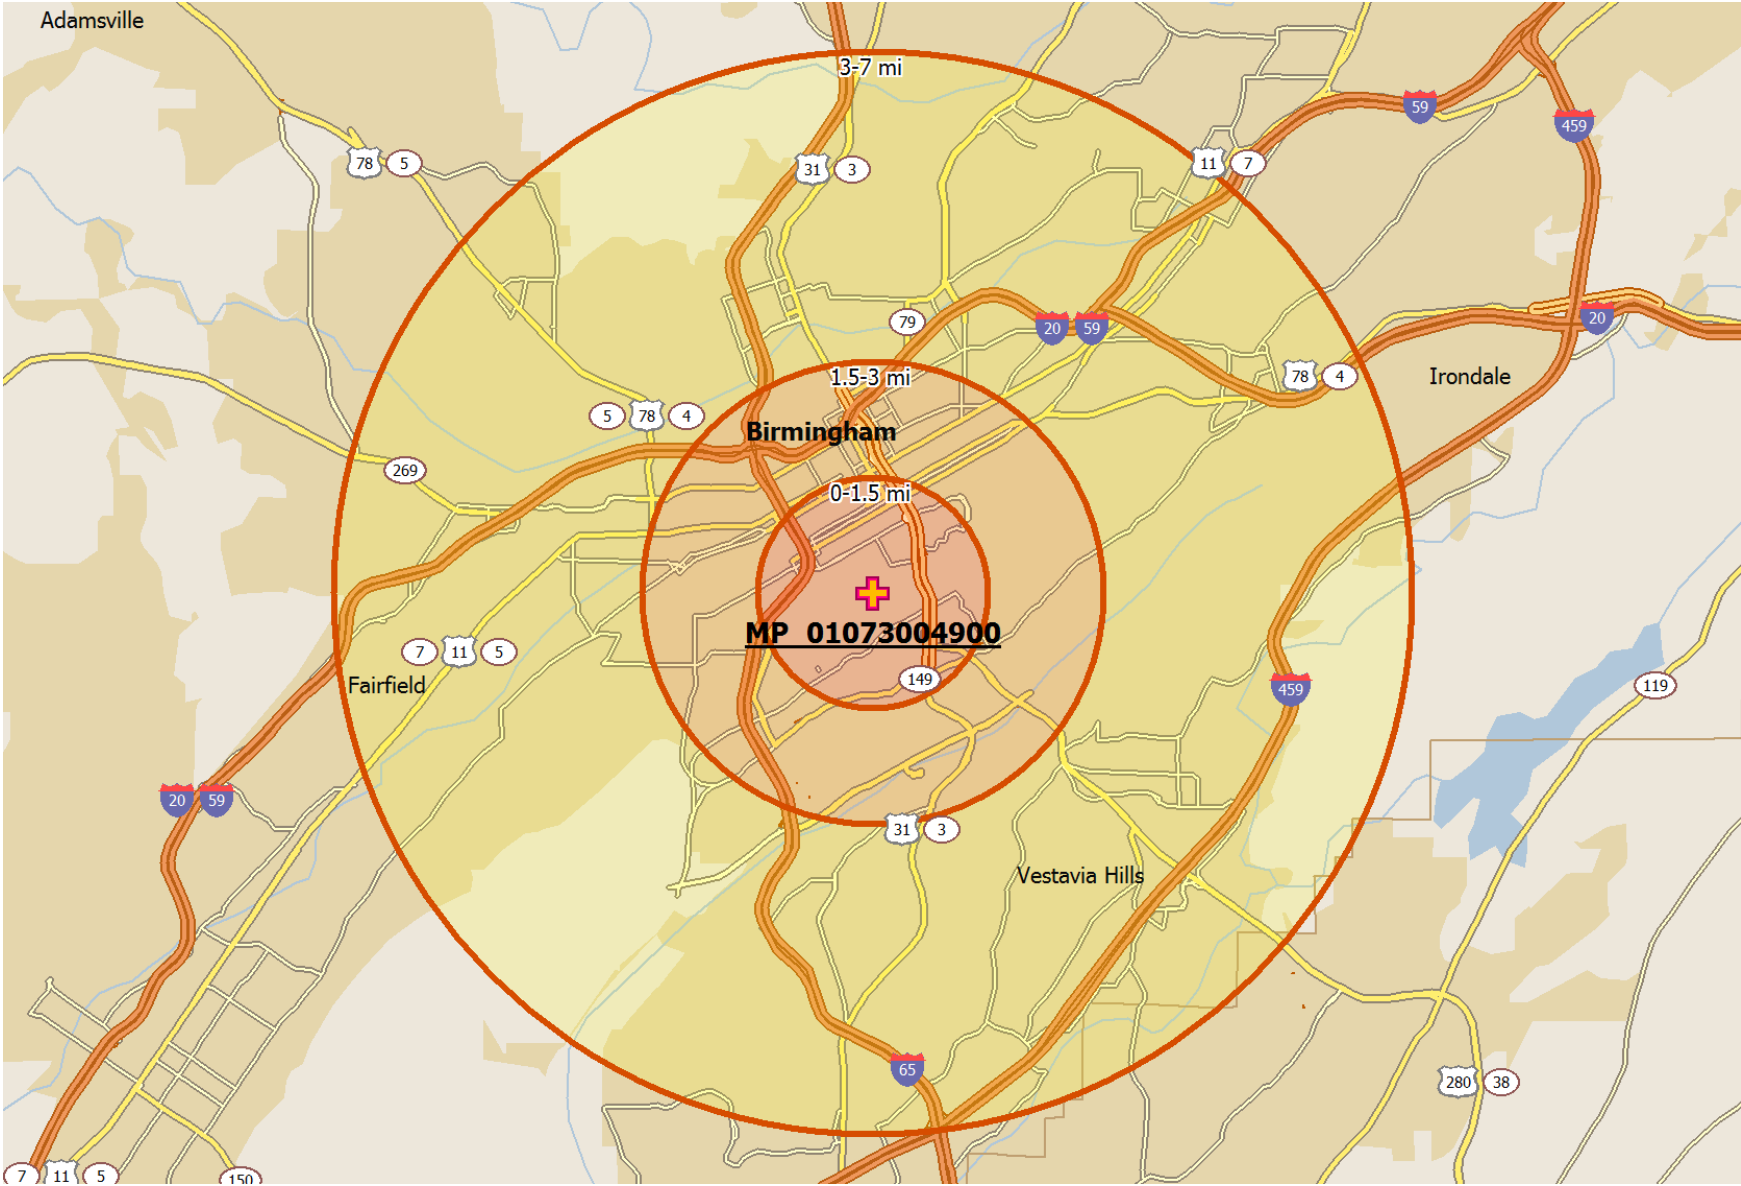 Adamsville
3-7 mi
59
459
78 5
31 3
11 7
79
20 59
20
1.5-3 mi
78 4
Irondale
5 78 4
Birmingham
269
0-1.5 mi
MP 01073004900
7 11 5
149
Fairfield
459
119
20 59
31 3
Vestavia Hills
65
280 38
7 11 5
150